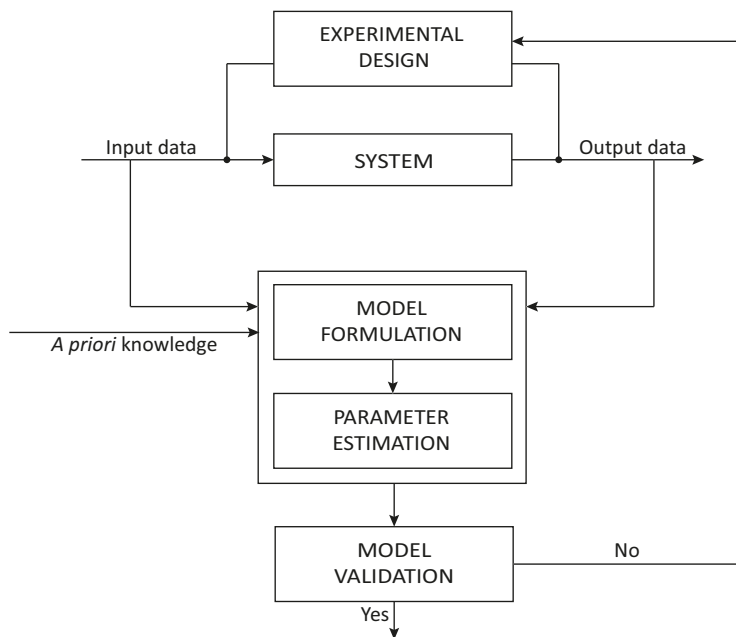 EXPERIMENTAL
DESIGN
Input data
SYSTEM
Output data
MODEL
FORMULATION
A priori knowledge
PARAMETER
ESTIMATION
MODEL
VALIDATION
No
Yes